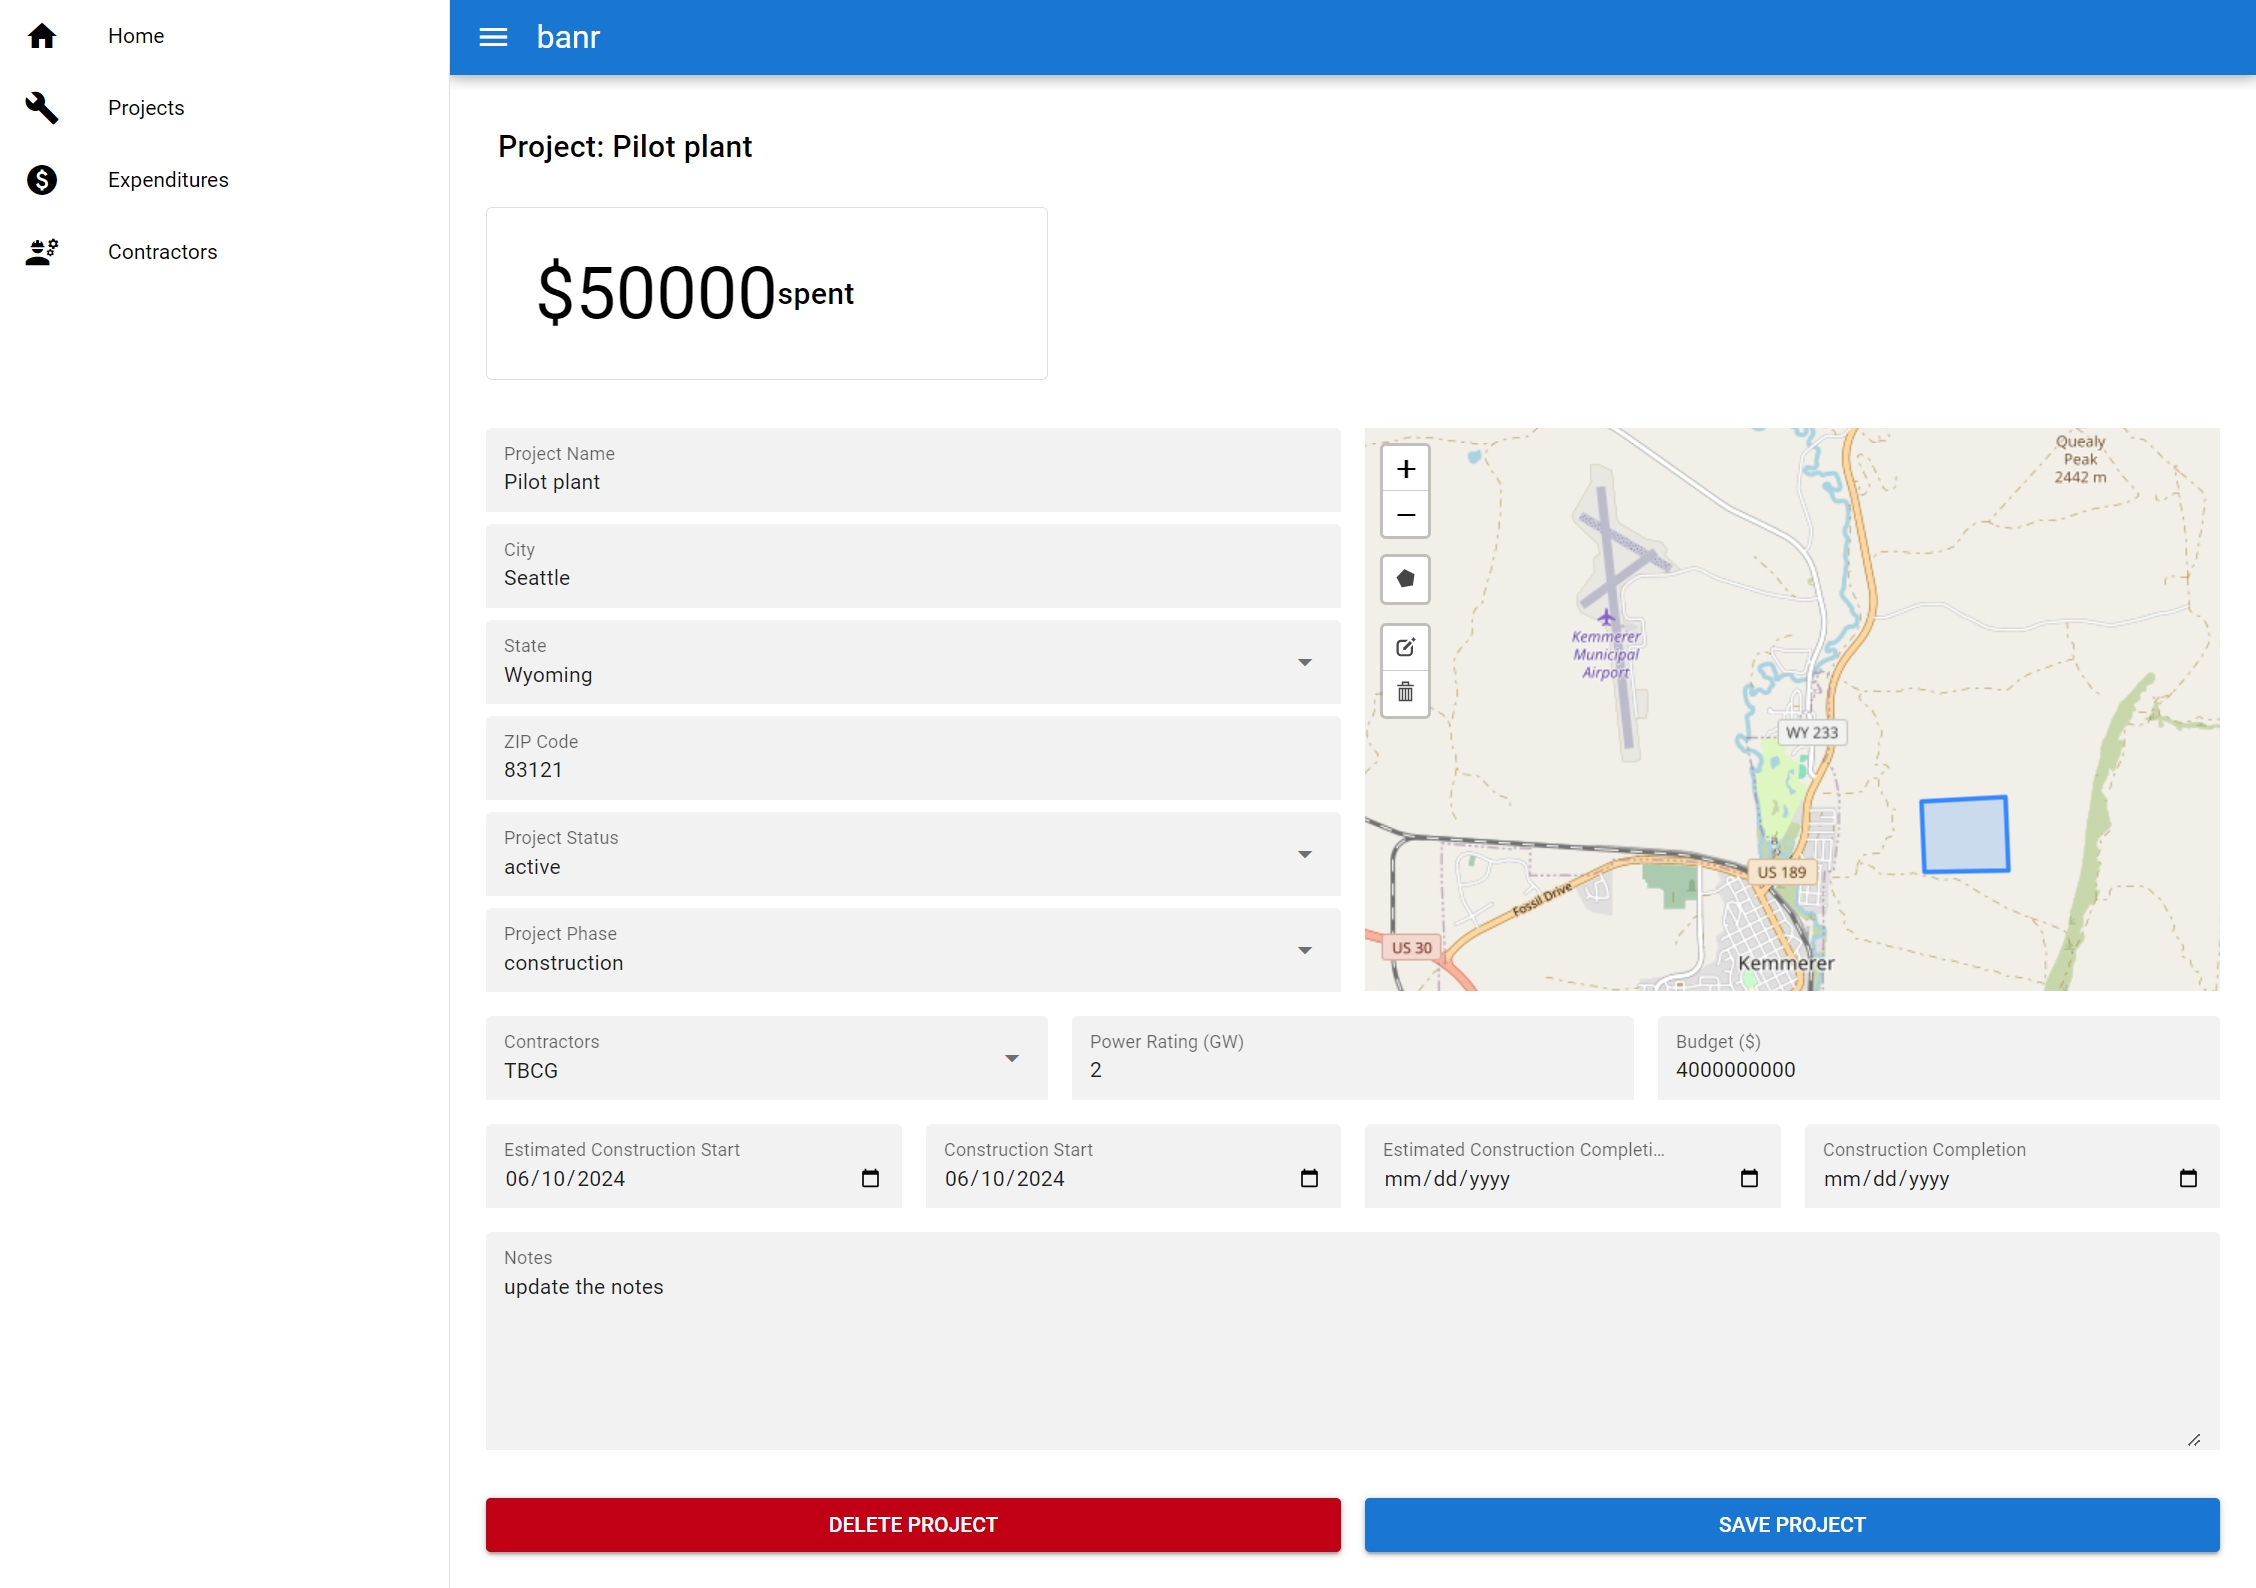 Home
Projects
Expenditures
Contractors
banr
Project: Pilot plant
$50000spent
Project Name
Pilot plant
City
Seattle
State
Wyoming
ZIP Code
83121
Project Status
active
Project Phase
construction
+
−
Quealy
Peak
2442 m
Kemmerer
Municipal
Airport
WY 233
US 189
Fossil Drive
US 30
Kemmerer
Contractors
TBCG
Power Rating (GW)
2
Budget ($)
4000000000
Estimated Construction Start
06/10/2024
Construction Start
06/10/2024
Estimated Construction Completi...
mm/dd/yyyy
Construction Completion
mm/dd/yyyy
Notes
update the notes
DELETE PROJECT
SAVE PROJECT